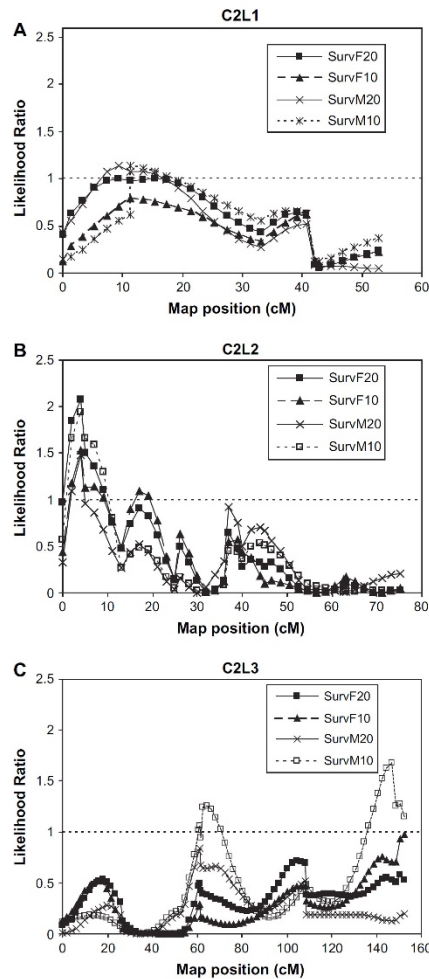 C2L1
A
2
1.5
1
0.5
0
Likelihood Ratio
SurvF20
SurvF10
SurvM20
SurvM10
0 10 20 30 40 50 60
Map position (cM)
C2L2
B
2.5
2
1.5
1
0.5
0
Likelihood Ratio
SurvF20
SurvF10
SurvM20
SurvM10
0 10 20 30 40 50 60 70 80
Map position (cM)
C2L3
C
2.5
2
1.5
1
0.5
0
Likelihood Ratio
SurvF20
SurvF10
SurvM20
SurvM10
0 20 40 60 80 100 120 140 160
Map position (cM)